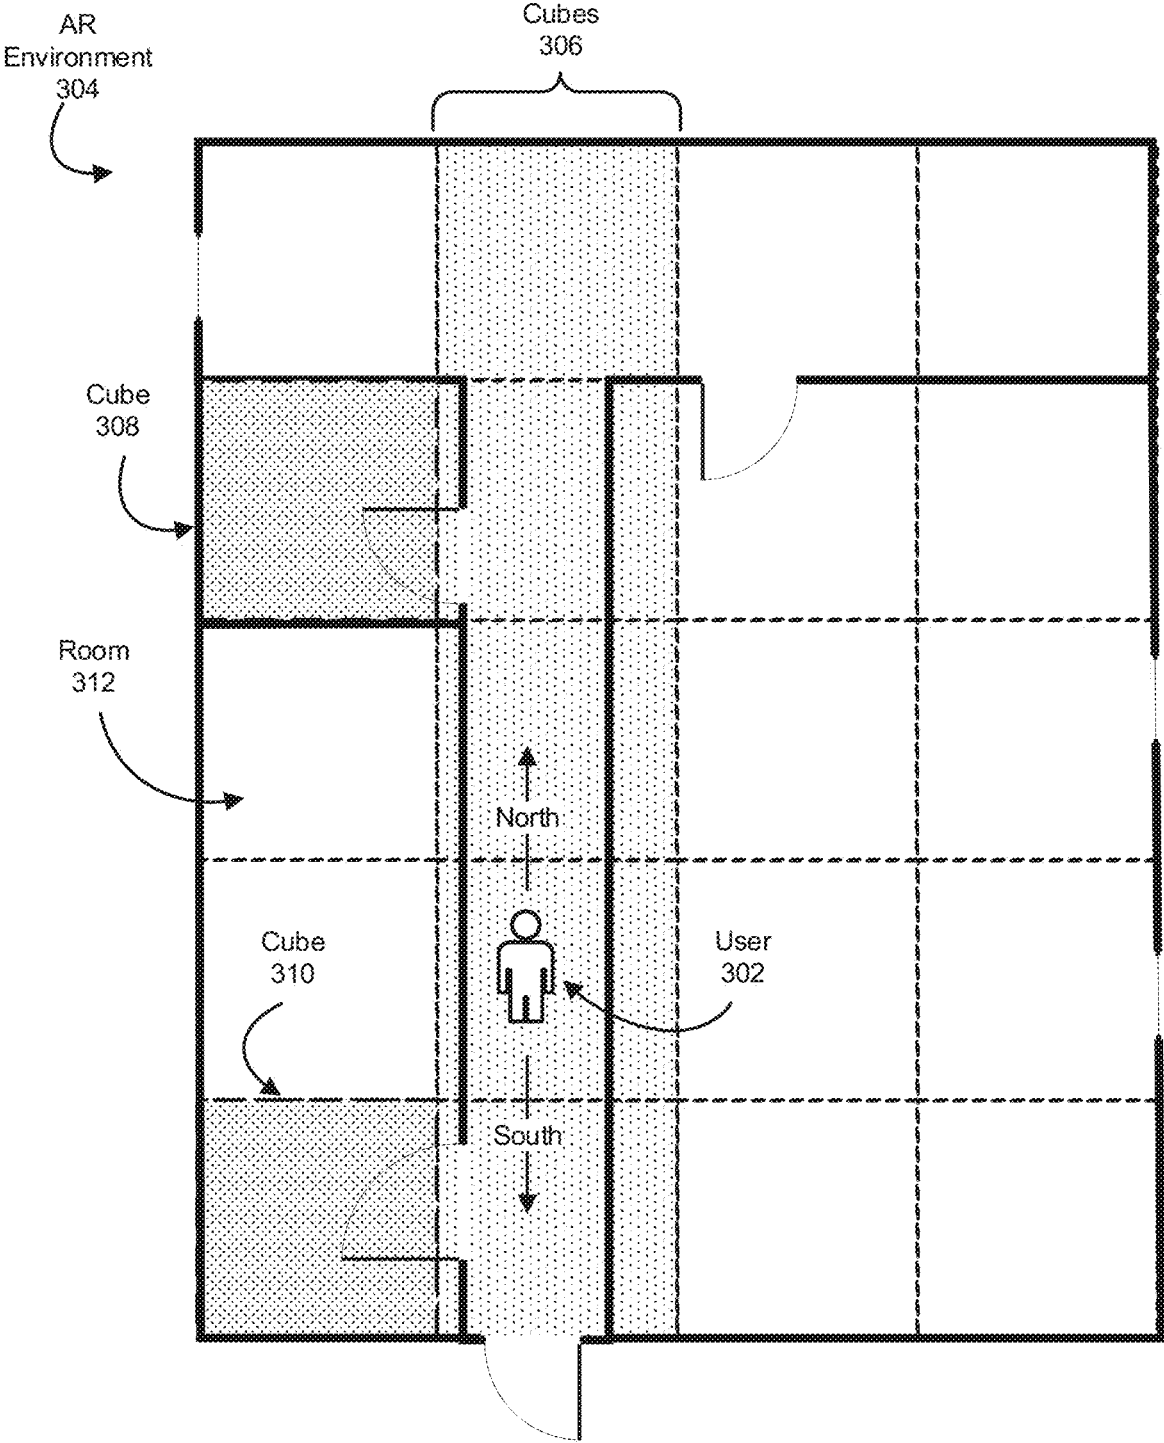 Cubes
306
AR
Environment
304
Cube
308
Room
312
North
Cube
310
User
302
South